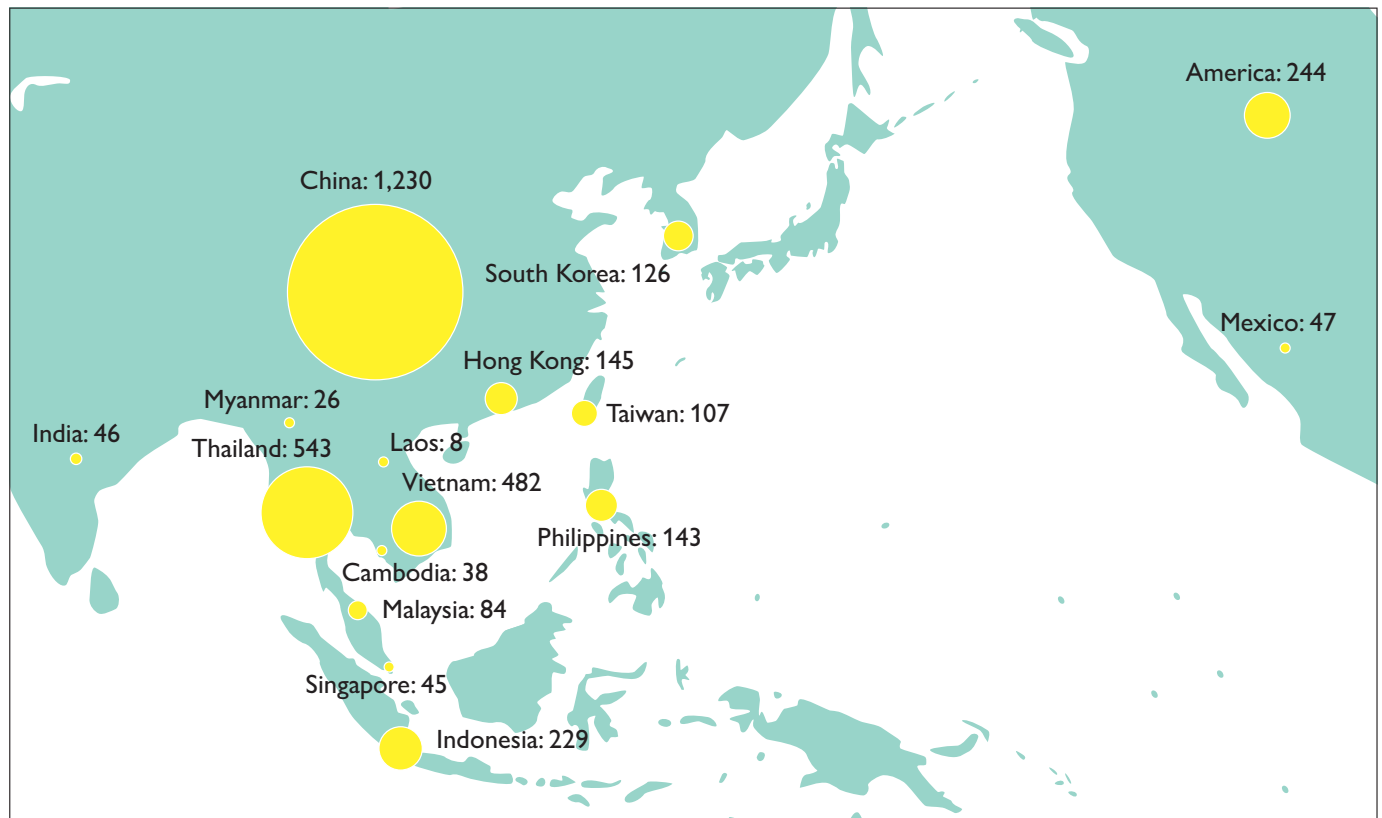 America: 244
China: 1,230
South Korea: 126
Mexico: 47
Hong Kong: 145
Myanmar: 26
Taiwan: 107
India: 46
Laos: 8
Thailand: 543
Vietnam: 482
Philippines: 143
Cambodia: 38
Malaysia: 84
Singapore: 45
Indonesia: 229